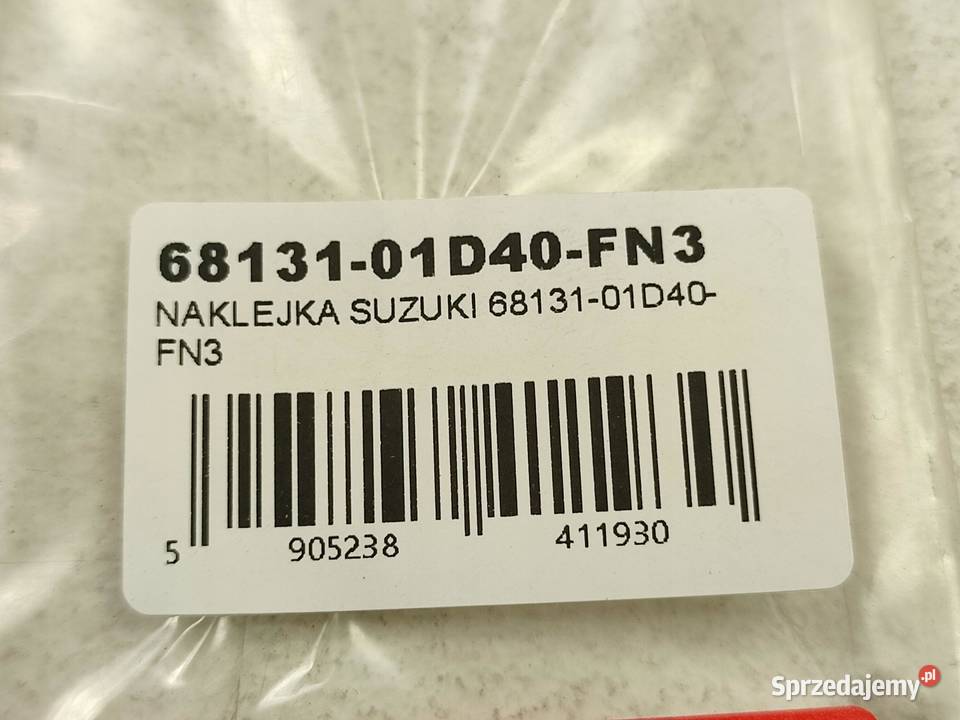 68131-01D40-FN3
NAKLEJKA SUZUKI 68131-01D40-
FN3
5 905238 411930
Sprzedajemy.pl